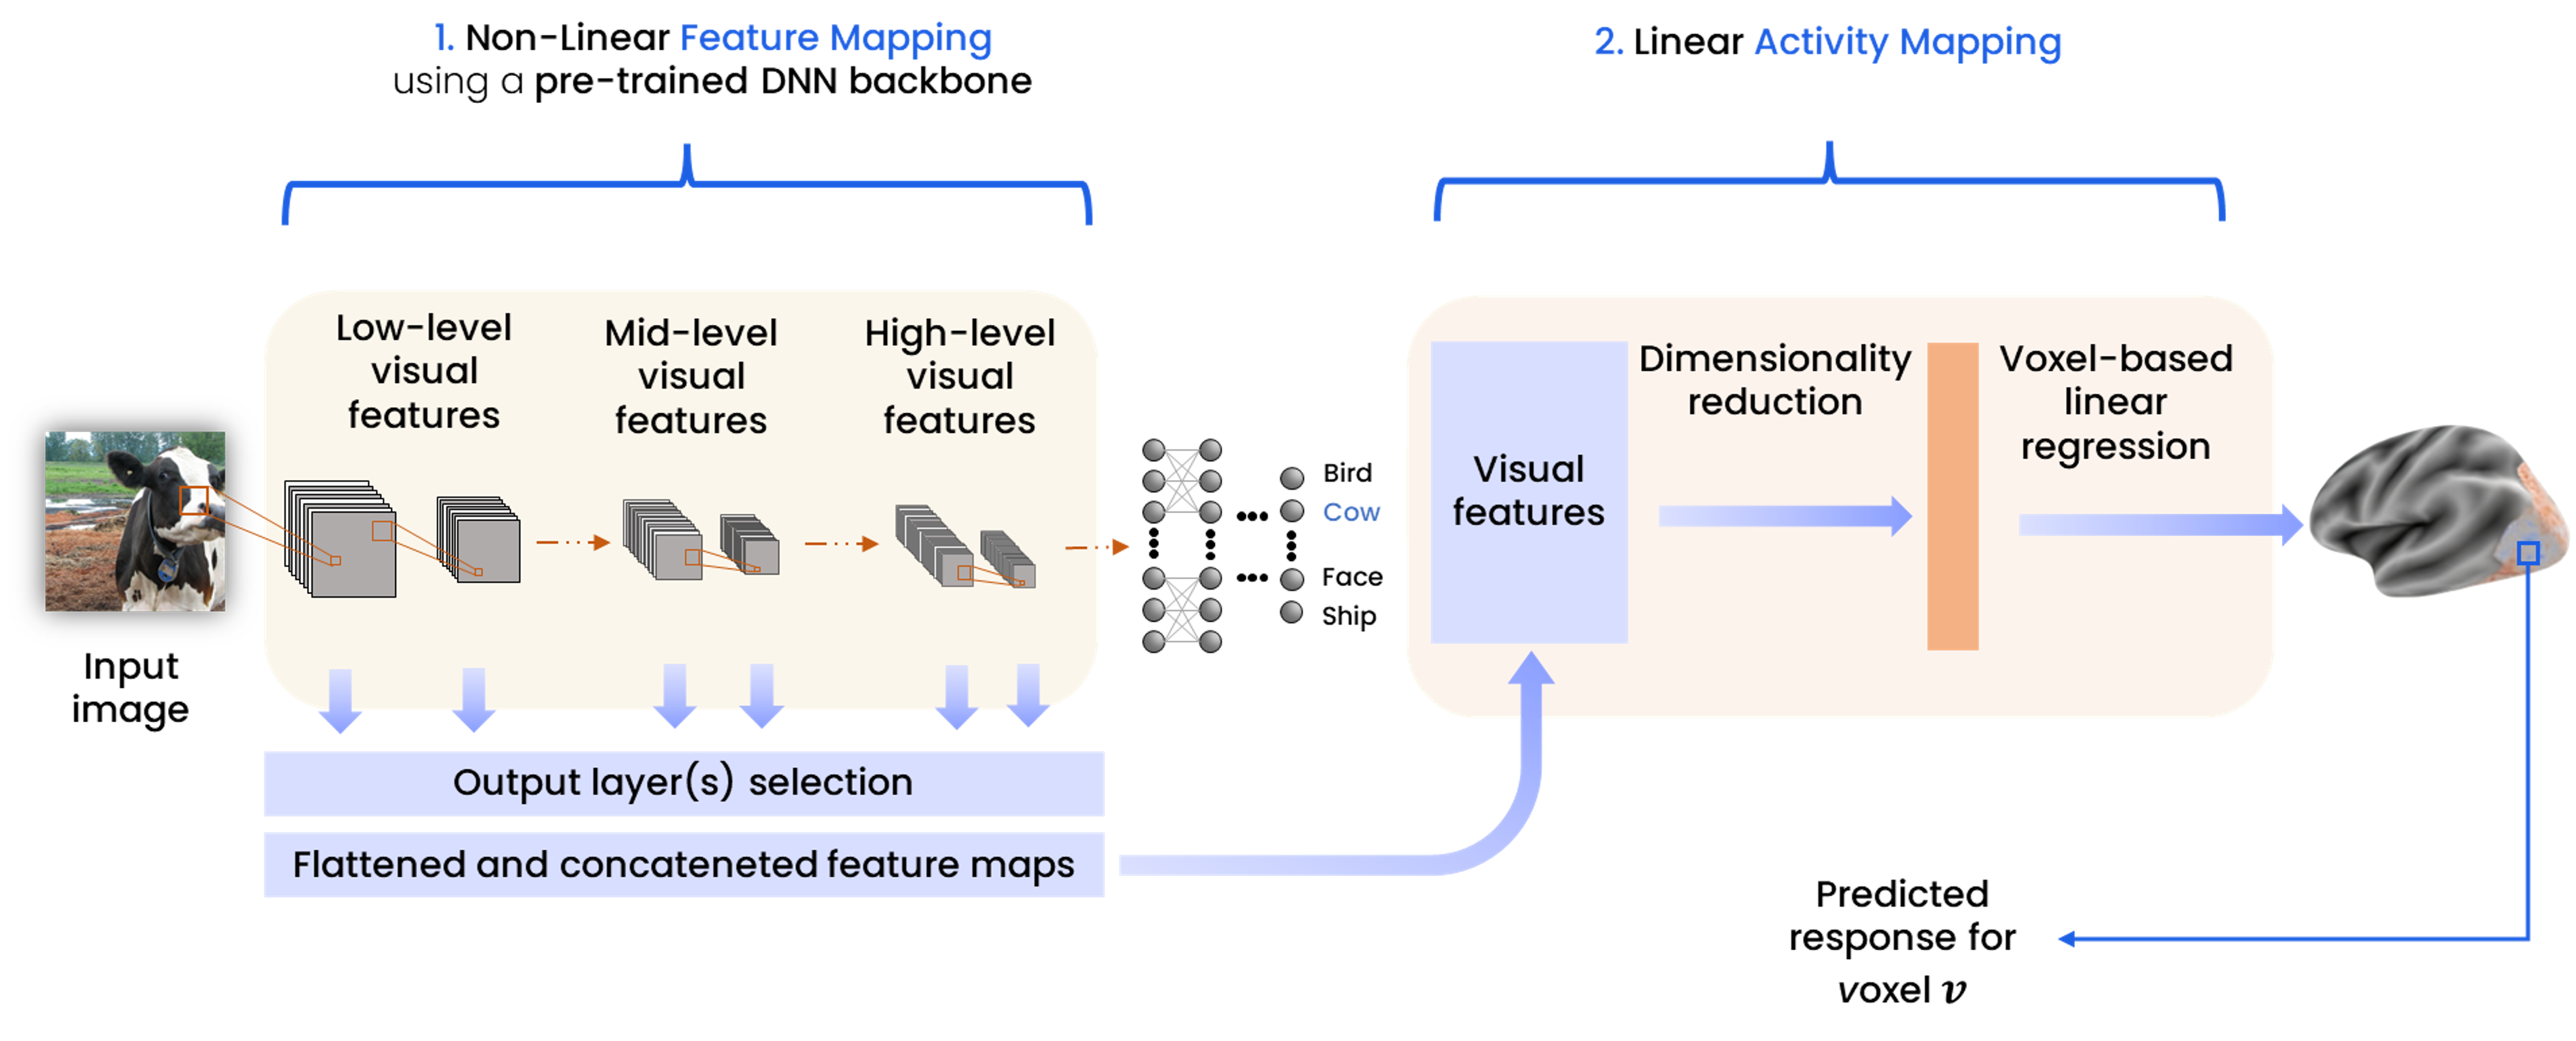 1. Non-Linear Feature Mapping
using a pre-trained DNN backbone
2. Linear Activity Mapping
Low-level
visual
features
Mid-level
visual
features
High-level
visual
features
Input
image
Bird
Cow
Face
Ship
Output layer(s) selection
Flattened and concateneted feature maps
Visual
features
Dimensionality
reduction
Voxel-based
linear
regression
Predicted
response for
voxel v